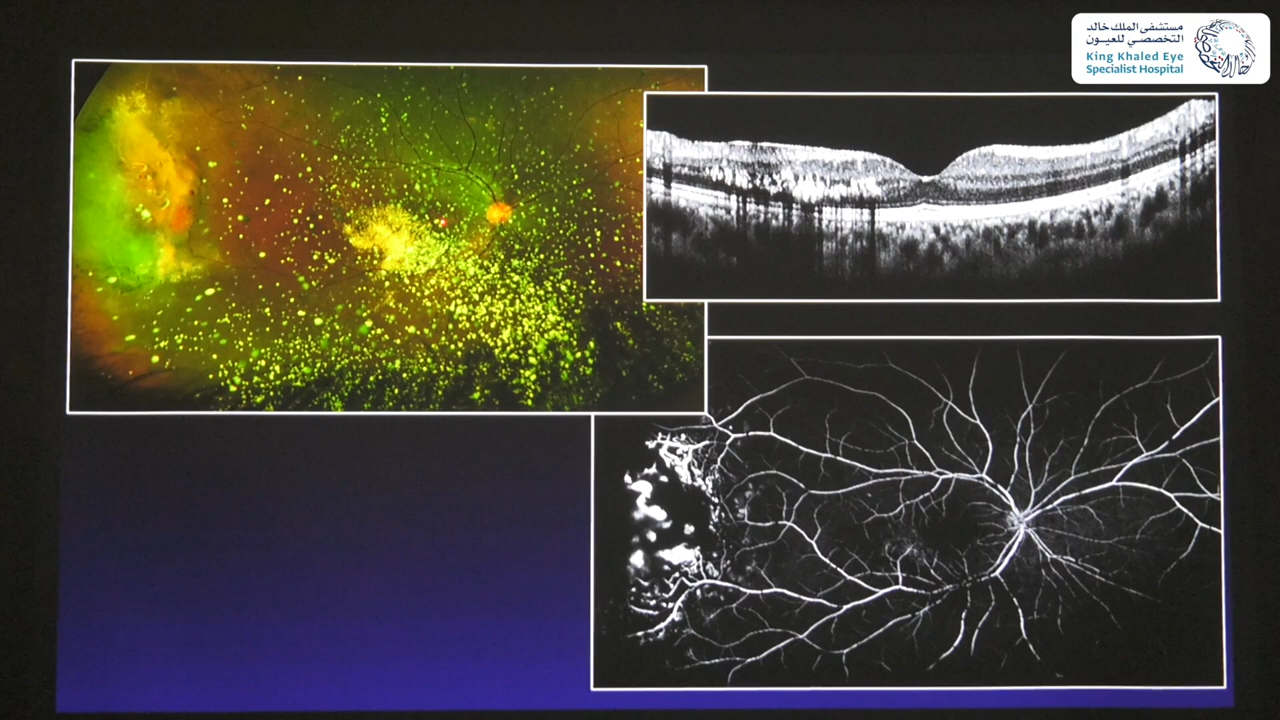 مستشفى الملك خالد
التخصصي للعيون
King Khaled Eye
Specialist Hospital